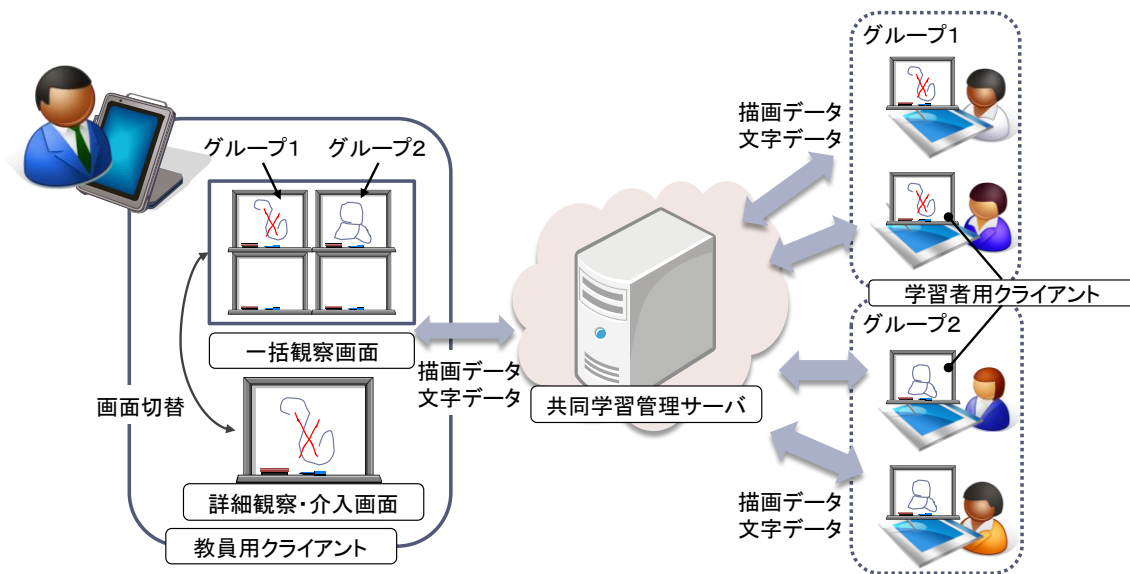 グループ1
グループ2
一括観察画面
画面切替
詳細観察・介入画面
教員用クライアント
描画データ
文字データ
共同学習管理サーバ
描画データ
文字データ
グループ1
学習者用クライアント
グループ2
描画データ
文字データ